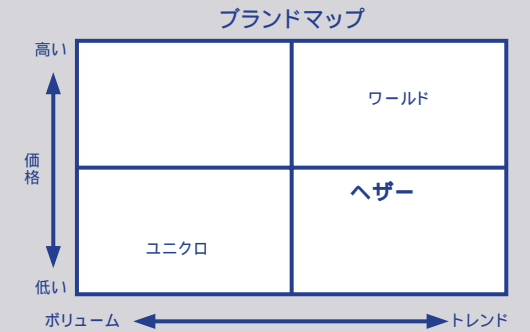 ブランドマップ
高い
ワールド
価格
ヘザー
ユニクロ
低い
ボリューム
トレンド